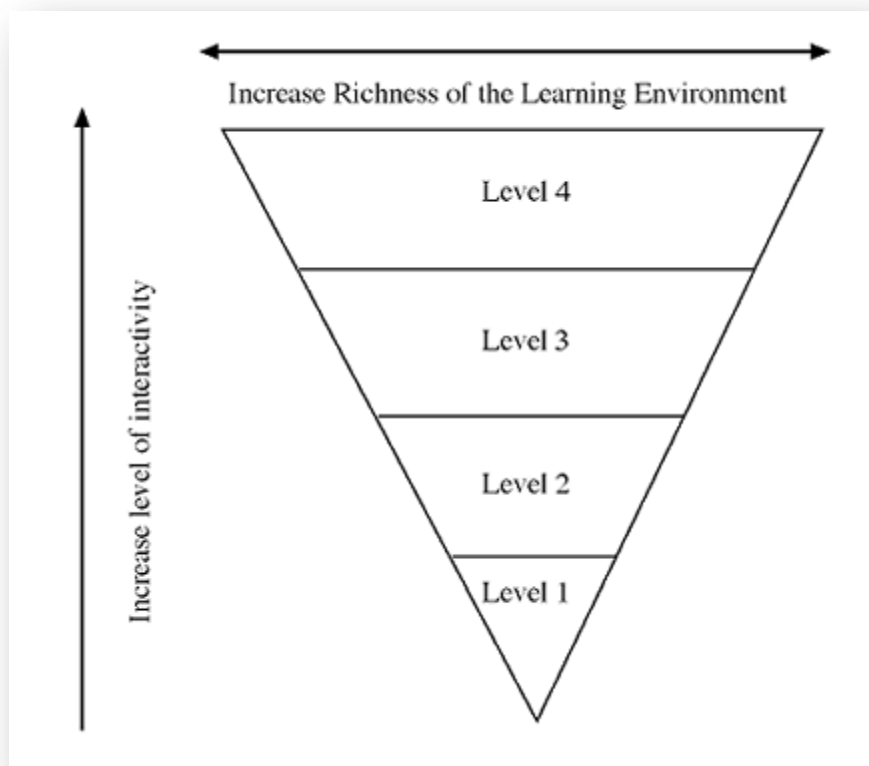 Increase Richness of the Learning Environment
Level 4
Level 3
Increase level of interactivity
Level 2
Level 1